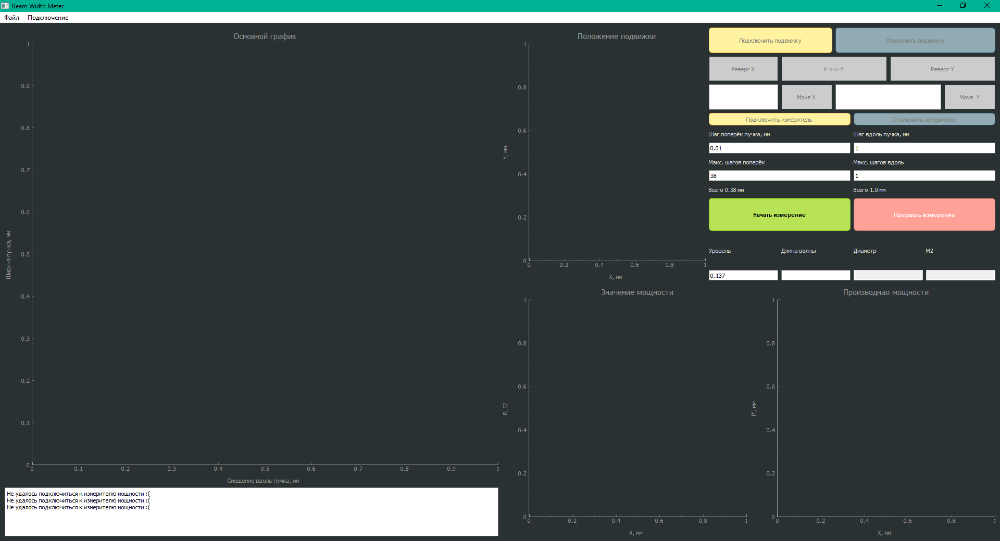 Beam Width Meter
Файл Подключение
Основной график
1
0.9
0.8
0.7
0.6
0.5
0.4
0.3
0.2
0.1
0
Ширина пучка, мм
0 0.1 0.2 0.3 0.4 0.5 0.6 0.7 0.8 0.9 1
Смещение вдоль пучка, мм
Не удалось подключиться к измерителю мощности :(
Не удалось подключиться к измерителю мощности :(
Не удалось подключиться к измерителю мощности :(
Положение подвижки
1
0.8
0.6
0.4
0.2
0
Y, мм
0 0.2 0.4 0.6 0.8 1
X, мм
Подключить подвижку Отключить подвижку
Реверс X X <-> Y Реверс Y
Move X Move Y
Подключить измеритель Отключить измеритель
Шаг поперёк пучка, мм Шаг вдоль пучка, мм
0.01 1
Макс. шагов поперёк Макс. шагов вдоль
38 1
Всего 0.38 мм Всего 1.0 мм
Начать измерение Прервать измерение
Уровень Длина волны Диаметр M2
0.137
Значение мощности
1
0.8
0.6
0.4
0.2
0
P, W
0 0.2 0.4 0.6 0.8 1
X, мм
Производная мощности
1
0.8
0.6
0.4
0.2
0
P', мм
0 0.2 0.4 0.6 0.8 1
X, мм